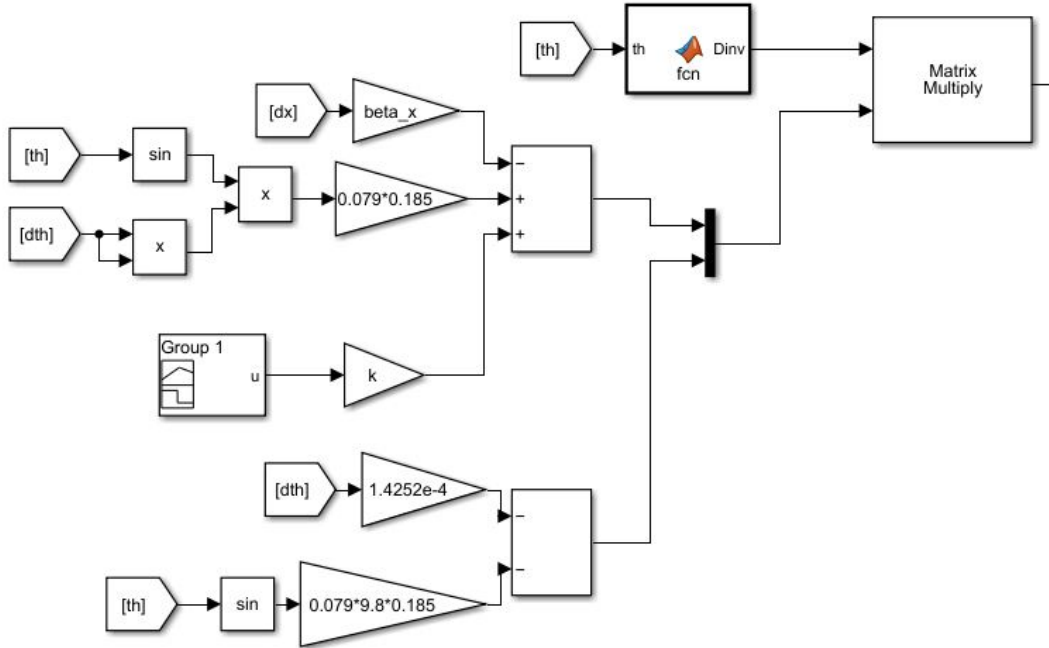 [th]
th
Dinv
fcn
Matrix
Multiply
[dx]
beta_x
[th]
sin
x
0.079*0.185
−
+
+
[dth]
x
Group 1
u
k
[dth]
1.4252e-4
−
−
[th]
sin
0.079*9.8*0.185